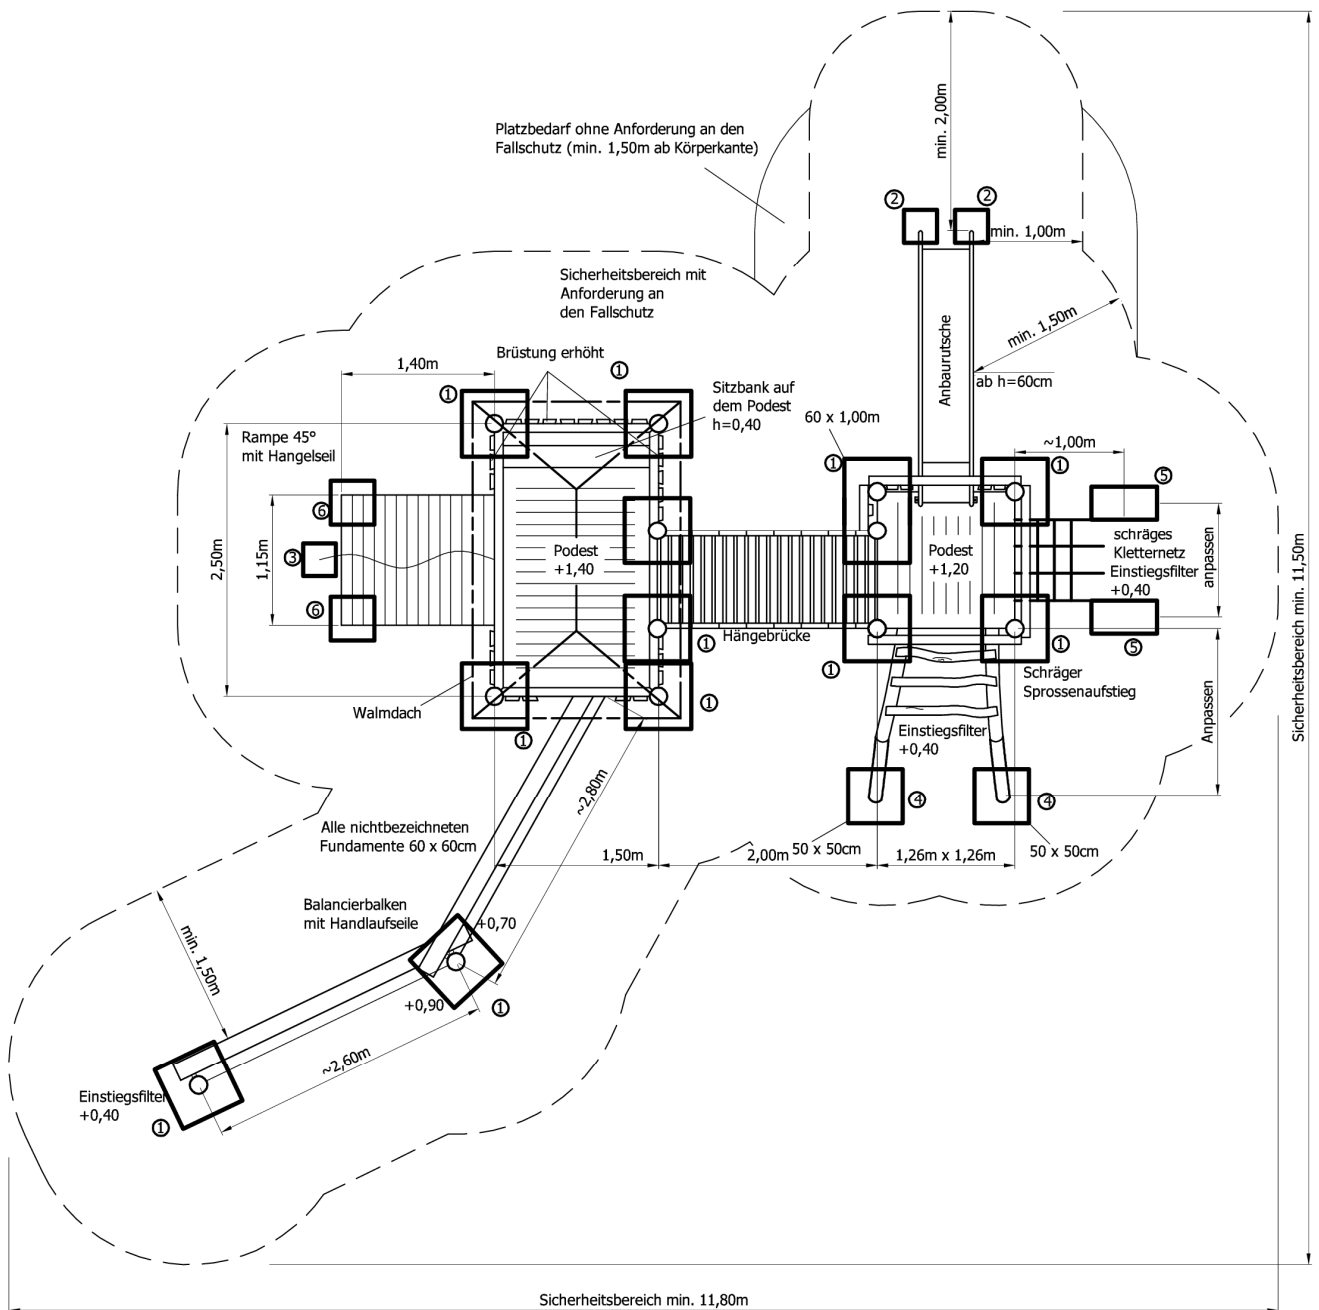 min. 2,00m
Platzbedarf ohne Anforderung an den
Fallschutz (min. 1,50m ab Körperkante)
2
2
min. 1,00m
Sicherheitsbereich mit
Anforderung an
den Fallschutz
min. 1,50m
Anbaurutsche
ab h=60cm
Brüstung erhöht
1,40m
1
1
Sitzbank auf
dem Podest
h=0,40
60 x 1,00m
Rampe 45°
mit Hangelseil
~1,00m
1
1
5
6
3
6
2,50m
1,15m
Podest
+1,40
Podest
+1,20
schräges
Kletternetz
Einstiegsfilter
+0,40
anpassen
Sicherheitsbereich min. 11,50m
Hängebrücke
1
1
1
5
Schräger
Sprossenaufstieg
Walmdach
1
1
Einstiegsfilter
+0,40
Anpassen
~2,80m
4
4
Alle nichtbezeichneten
Fundamente 60 x 60cm
1,50m
2,00m
50 x 50cm
1,26m x 1,26m
50 x 50cm
Balancierbalken
mit Handlaufseile
+0,70
min. 1,50m
+0,90
1
~2,60m
Einstiegsfilter
+0,40
1
Sicherheitsbereich min. 11,80m